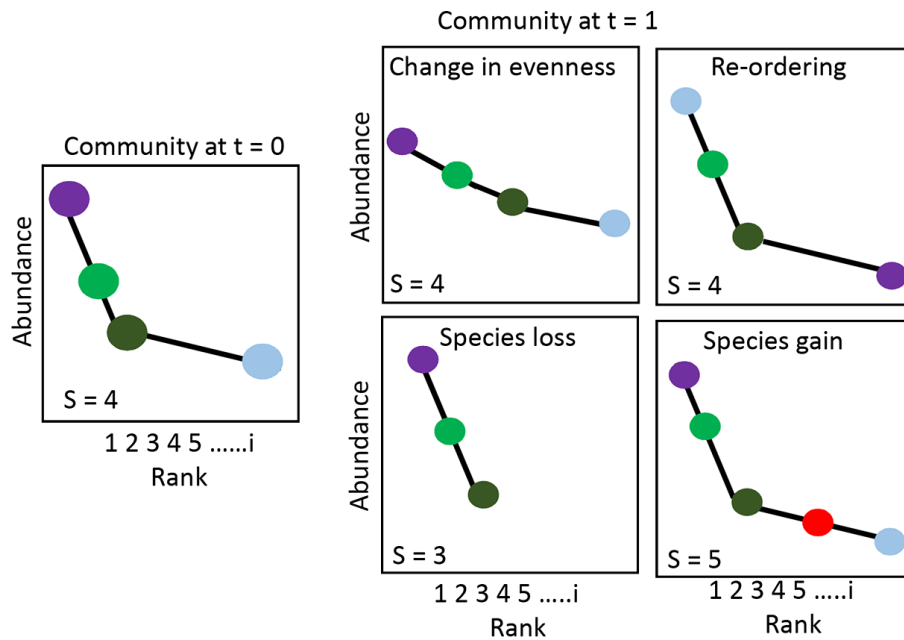 Community at t = 1
Community at t = 0
Abundance
S = 4
1 2 3 4 5 ......i
Rank
Change in evenness
Abundance
S = 4
Re-ordering
S = 4
Species loss
Abundance
S = 3
1 2 3 4 5 .....i
Rank
Species gain
S = 5
1 2 3 4 5 .....i
Rank